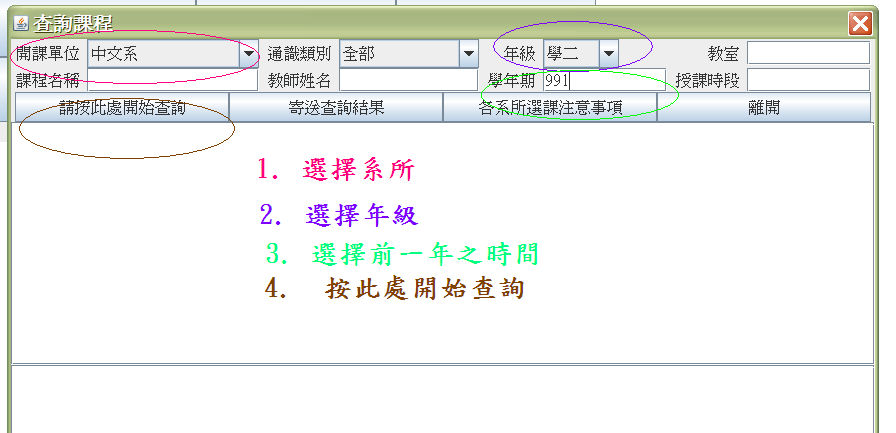 查詢課程
開課單位 中文系 通識類別 全部 年級 學二 教室
課程名稱 教師姓名 學年期 991 授課時段
請按此處開始查詢 寄送查詢結果 各系所選課注意事項 離開
1. 選擇系所
2. 選擇年級
3. 選擇前一年之時間
4. 按此處開始查詢